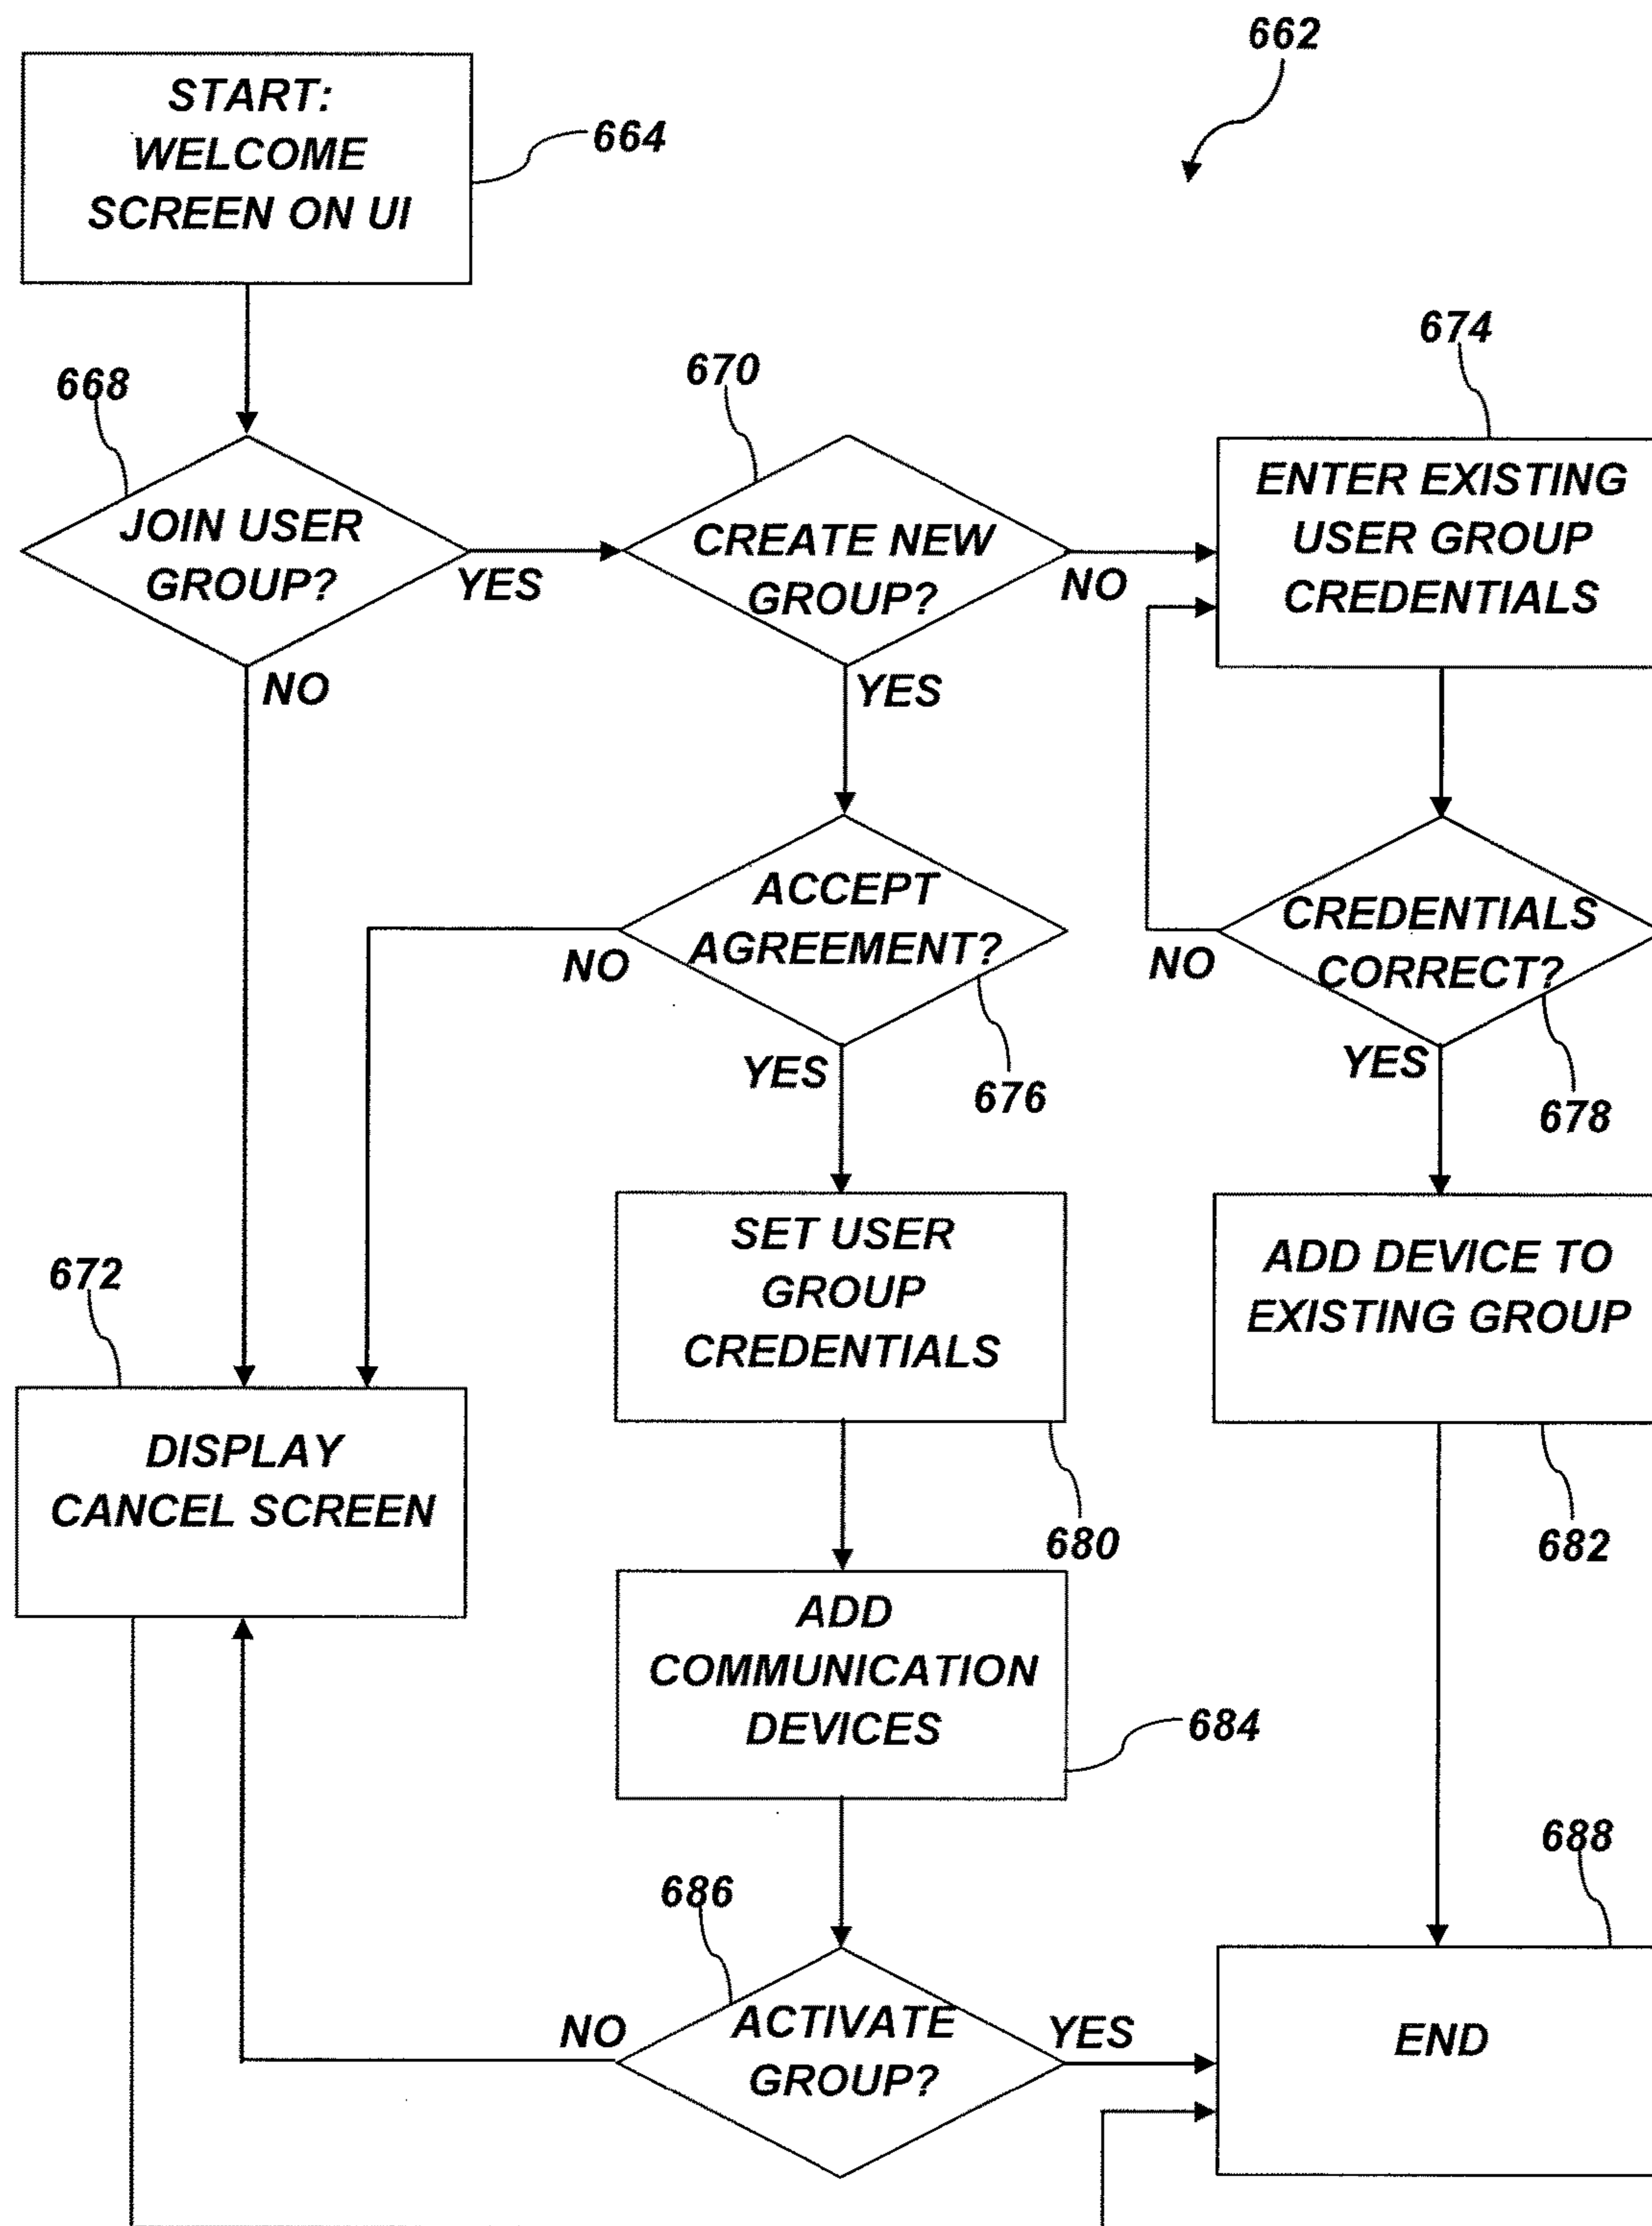 662
START:
WELCOME
SCREEN ON UI
664
668
JOIN USER
GROUP?
YES
NO
670
CREATE NEW
GROUP?
NO
YES
674
ENTER EXISTING
USER GROUP
CREDENTIALS
ACCEPT
AGREEMENT?
NO
YES
676
CREDENTIALS
CORRECT?
NO
YES
678
672
DISPLAY
CANCEL SCREEN
SET USER
GROUP
CREDENTIALS
680
ADD DEVICE TO
EXISTING GROUP
682
ADD
COMMUNICATION
DEVICES
684
686
ACTIVATE
GROUP?
NO
YES
688
END